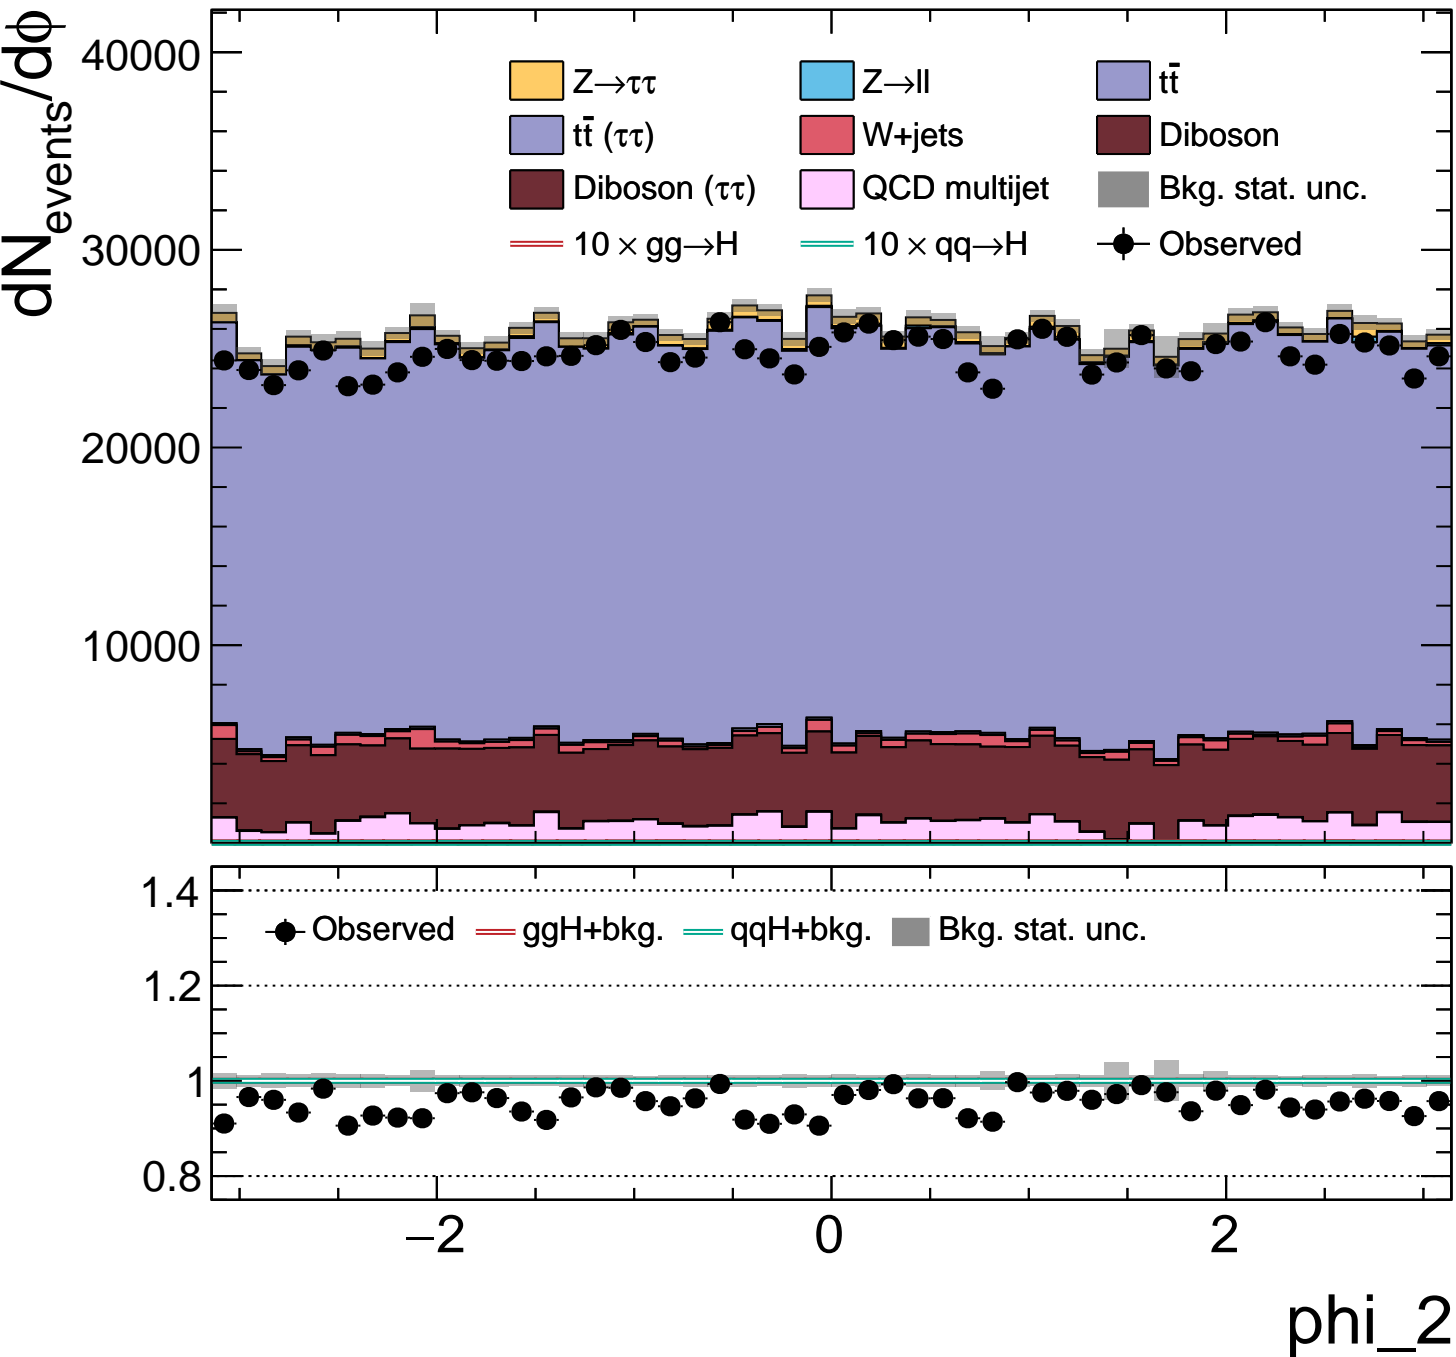 dN_events/dϕ
40000
30000
20000
10000
Z→ττ Z→ll tt̄
tt̄ (ττ) W+jets Diboson
Diboson (ττ) QCD multijet Bkg. stat. unc.
10 × gg→H 10 × qq→H Observed
1.4
1.2
1
0.8
Observed ggH+bkg. qqH+bkg. Bkg. stat. unc.
−2 0 2
phi_2